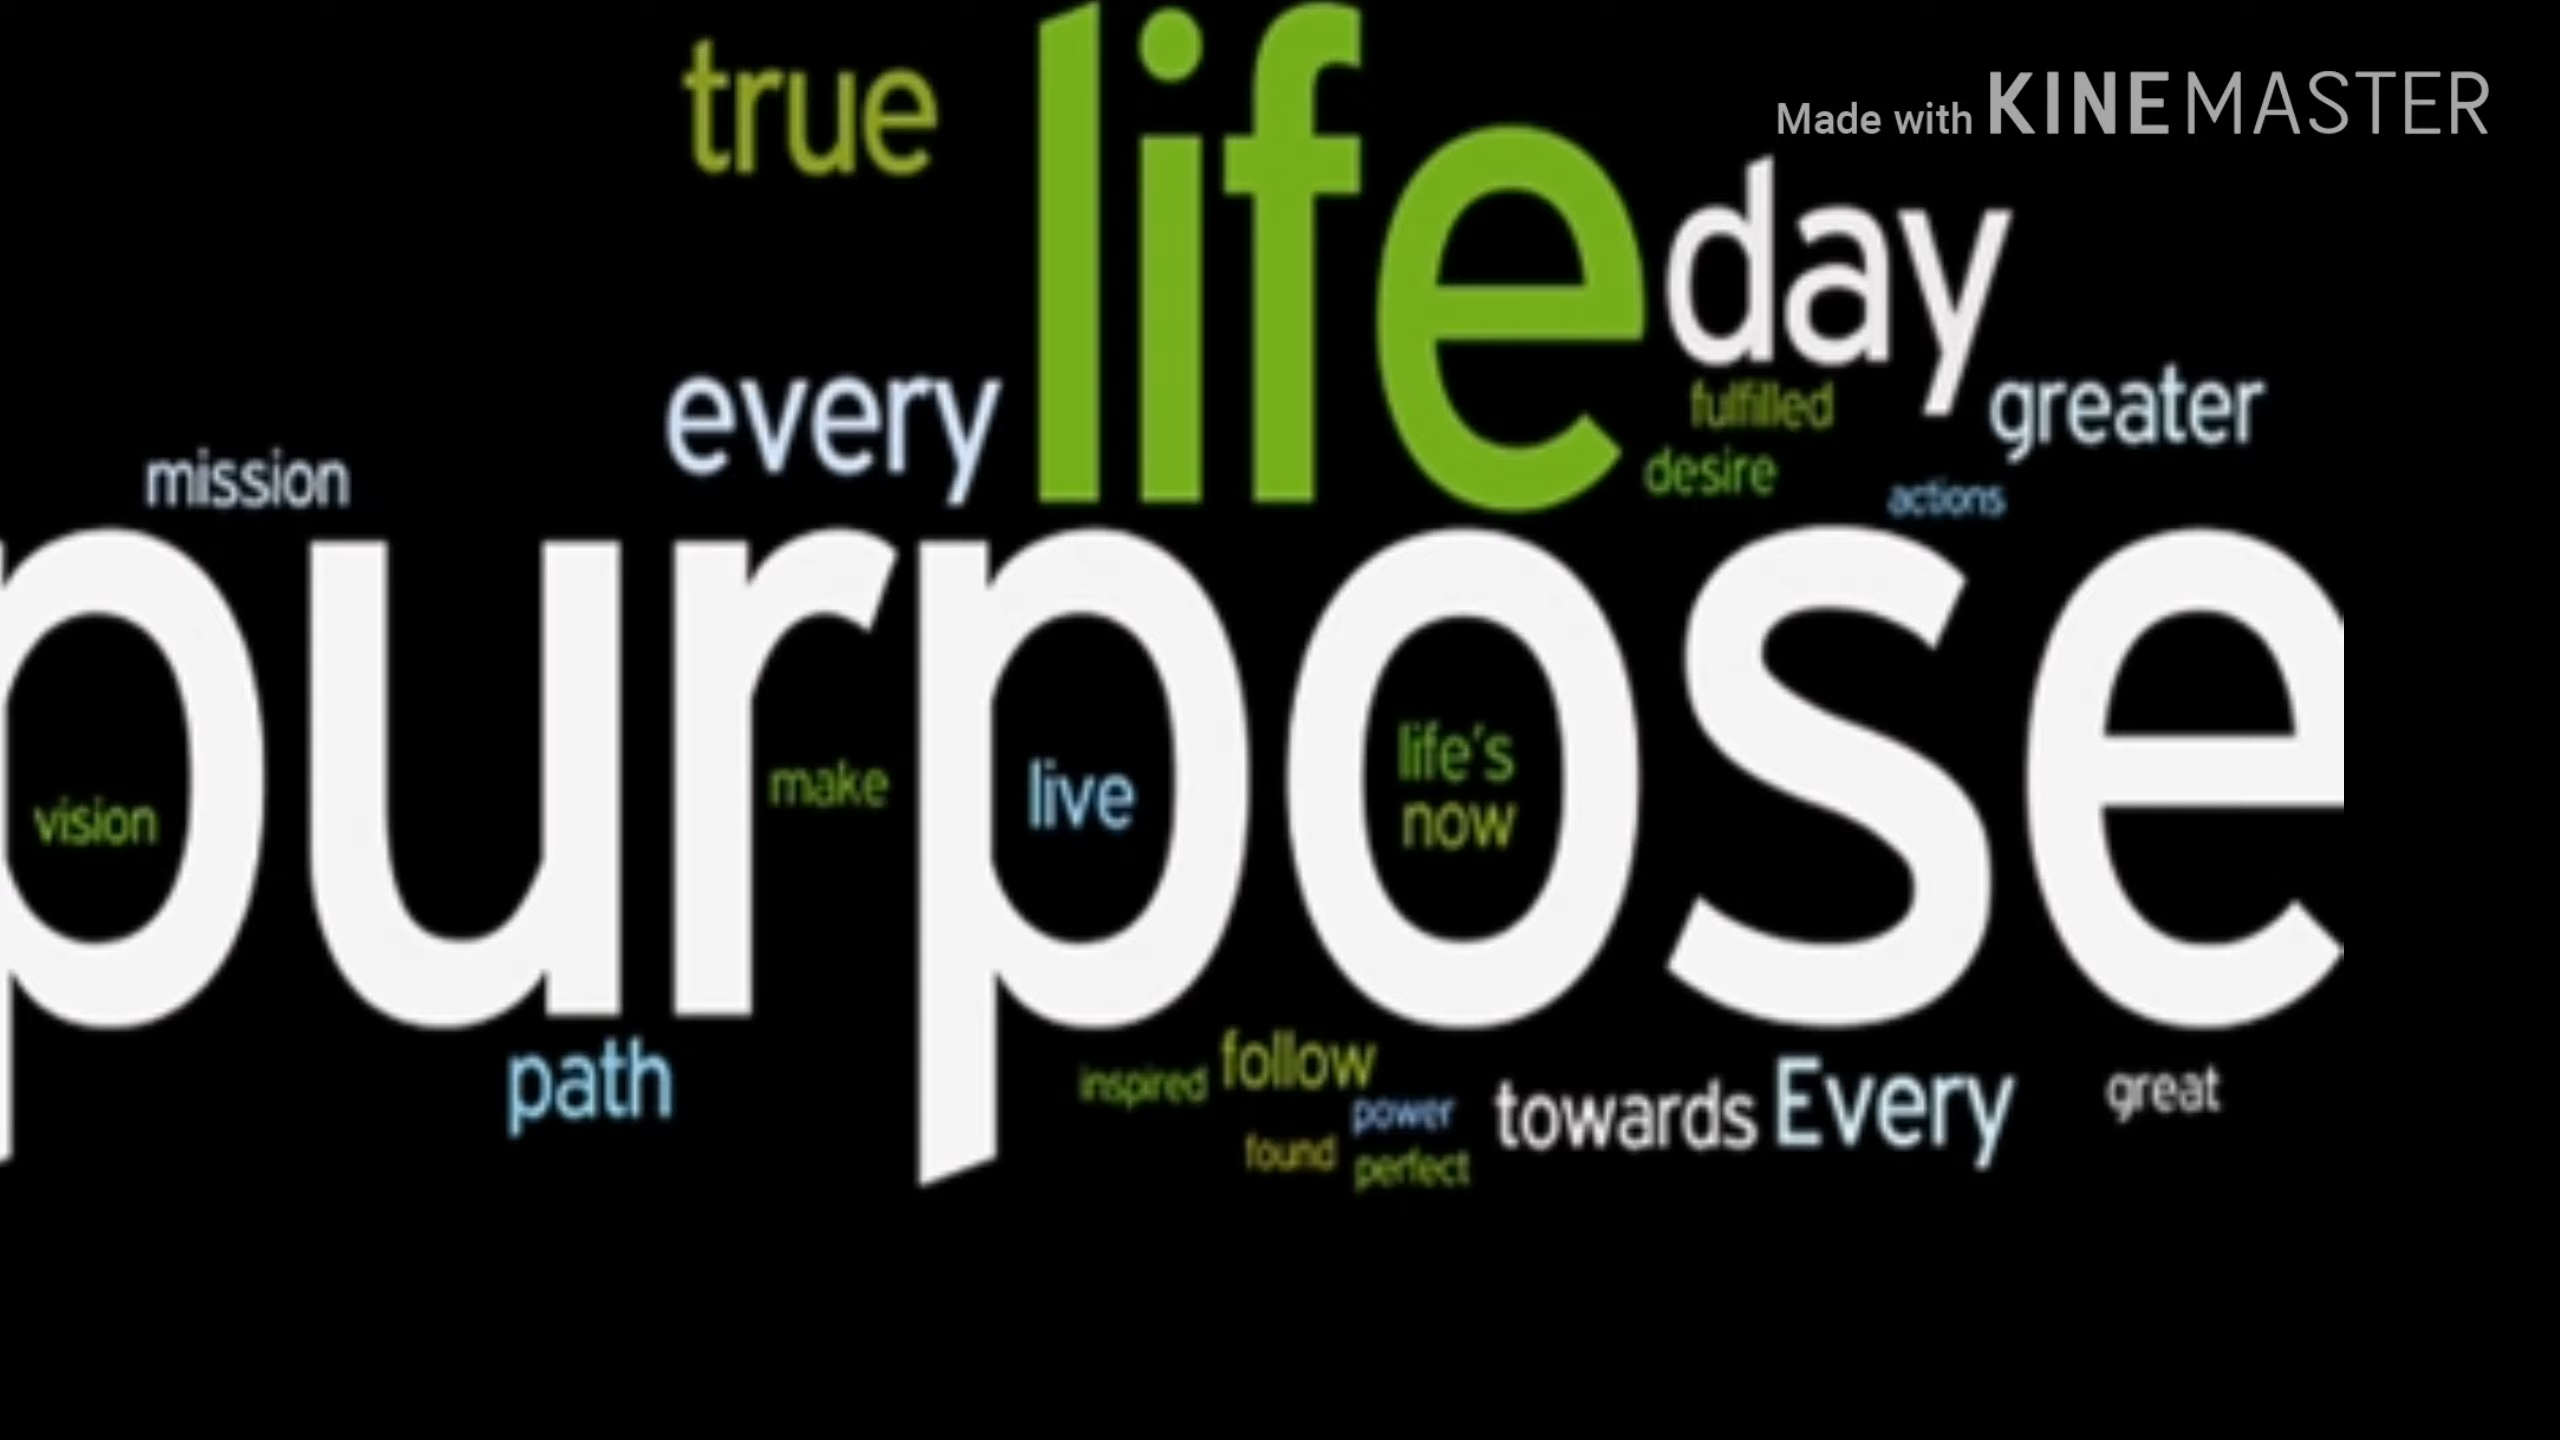 true
life
Made with KINEMASTER
day
every
fulfilled
greater
mission
desire
actions
purpose
vision
make
live
life's
now
path
inspired
follow
power
towards
Every
great
found
perfect